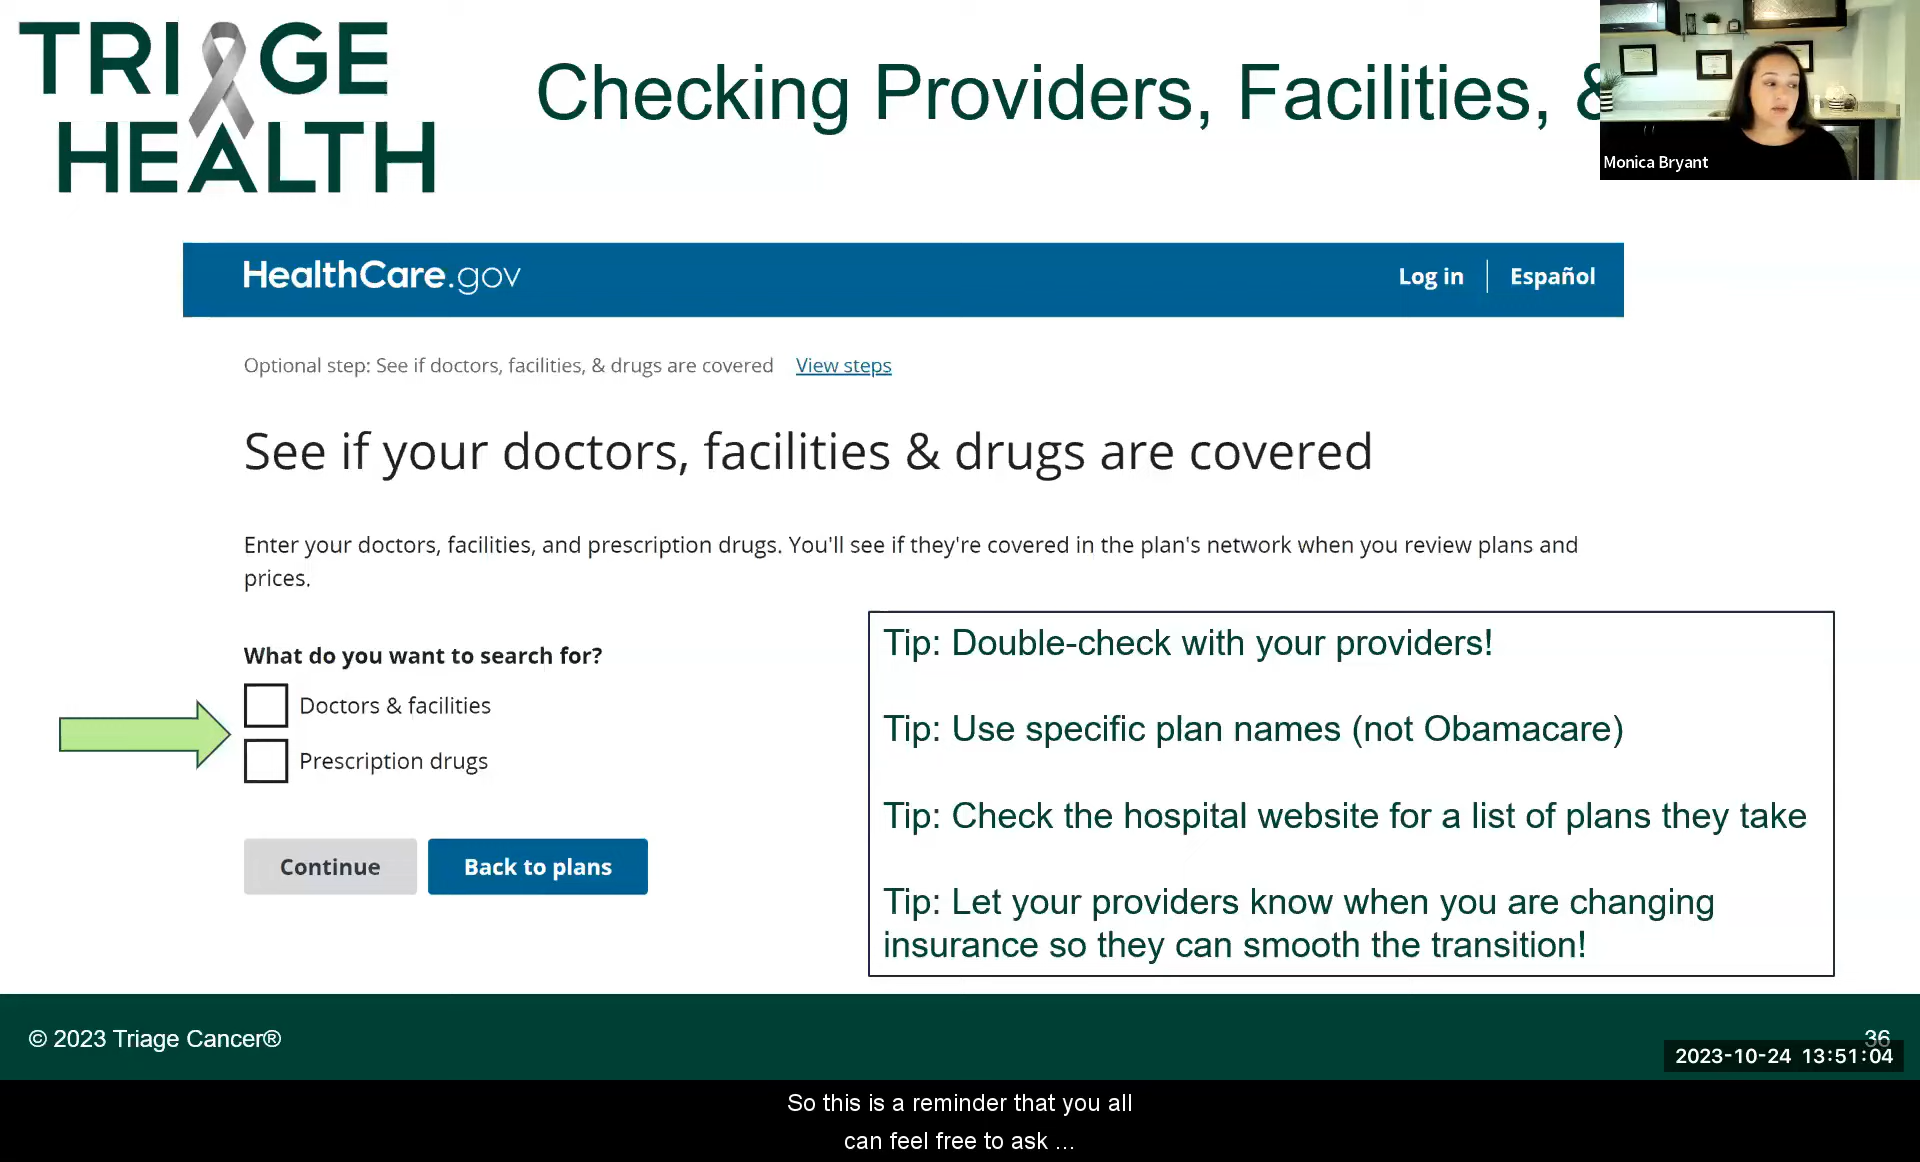 TRIAGE
HEALTH
Checking Providers, Facilities, &
Monica Bryant
HealthCare.gov
Log in
Español
Optional step: See if doctors, facilities, & drugs are covered View steps
See if your doctors, facilities & drugs are covered
Enter your doctors, facilities, and prescription drugs. You'll see if they're covered in the plan's network when you review plans and
prices.
What do you want to search for?
Doctors & facilities
Prescription drugs
Continue
Back to plans
Tip: Double-check with your providers!
Tip: Use specific plan names (not Obamacare)
Tip: Check the hospital website for a list of plans they take
Tip: Let your providers know when you are changing
insurance so they can smooth the transition!
© 2023 Triage Cancer®
36
2023-10-24 13:51:04
So this is a reminder that you all
can feel free to ask ...